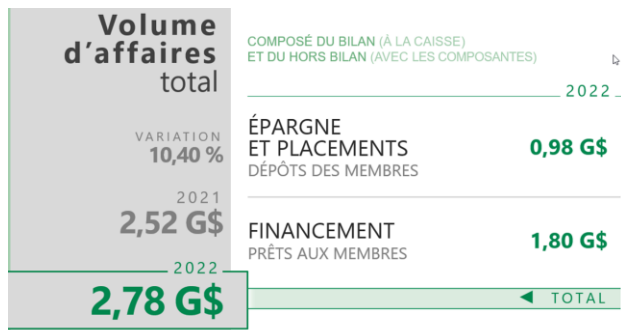 Volume
d'affaires
total
VARIATION
10,40 %
2021
2,52 G$
2022
2,78 G$
COMPOSÉ DU BILAN (À LA CAISSE)
ET DU HORS BILAN (AVEC LES COMPOSANTES)
2022
ÉPARGNE
ET PLACEMENTS
0,98 G$
DÉPÔTS DES MEMBRES
FINANCEMENT
1,80 G$
PRÊTS AUX MEMBRES
TOTAL